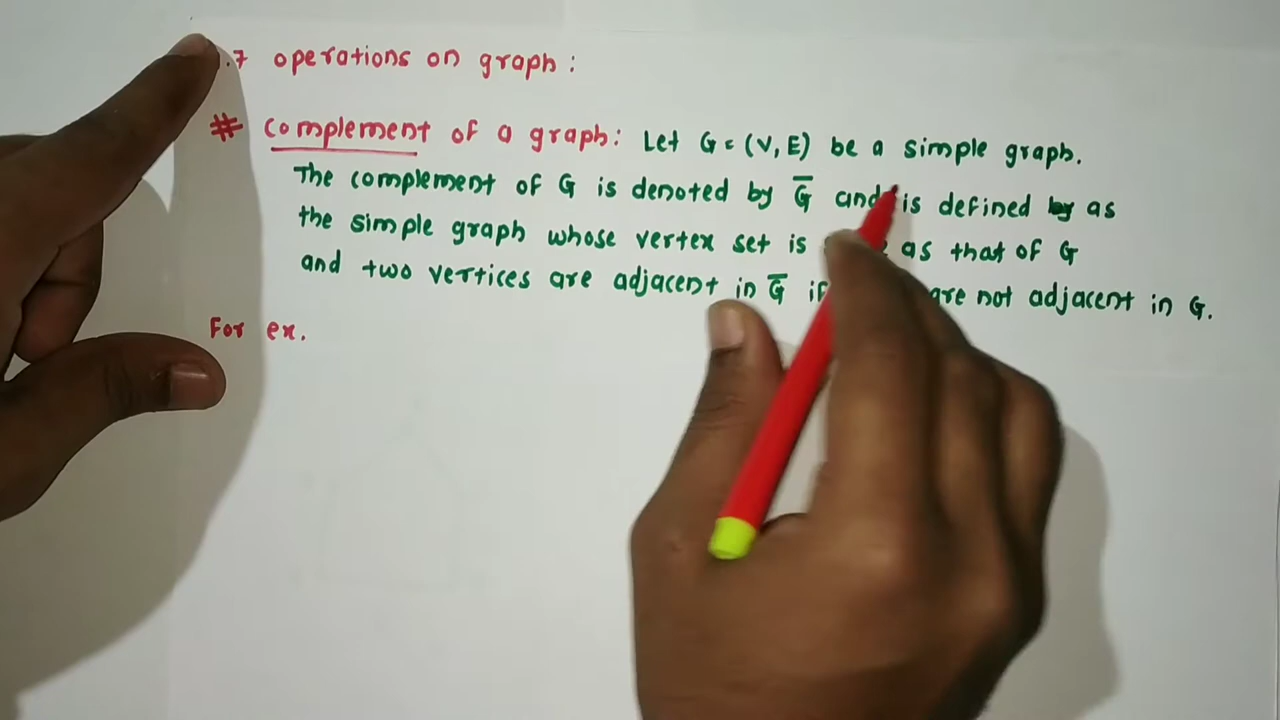 .7 operations on graph :
# Complement of a graph: Let G = (V, E) be a simple graph.
The complement of G is denoted by G̅ and is defined by as
the simple graph whose vertex set is as that of G
and two vertices are adjacent in G̅ are not adjacent in G.
For ex.